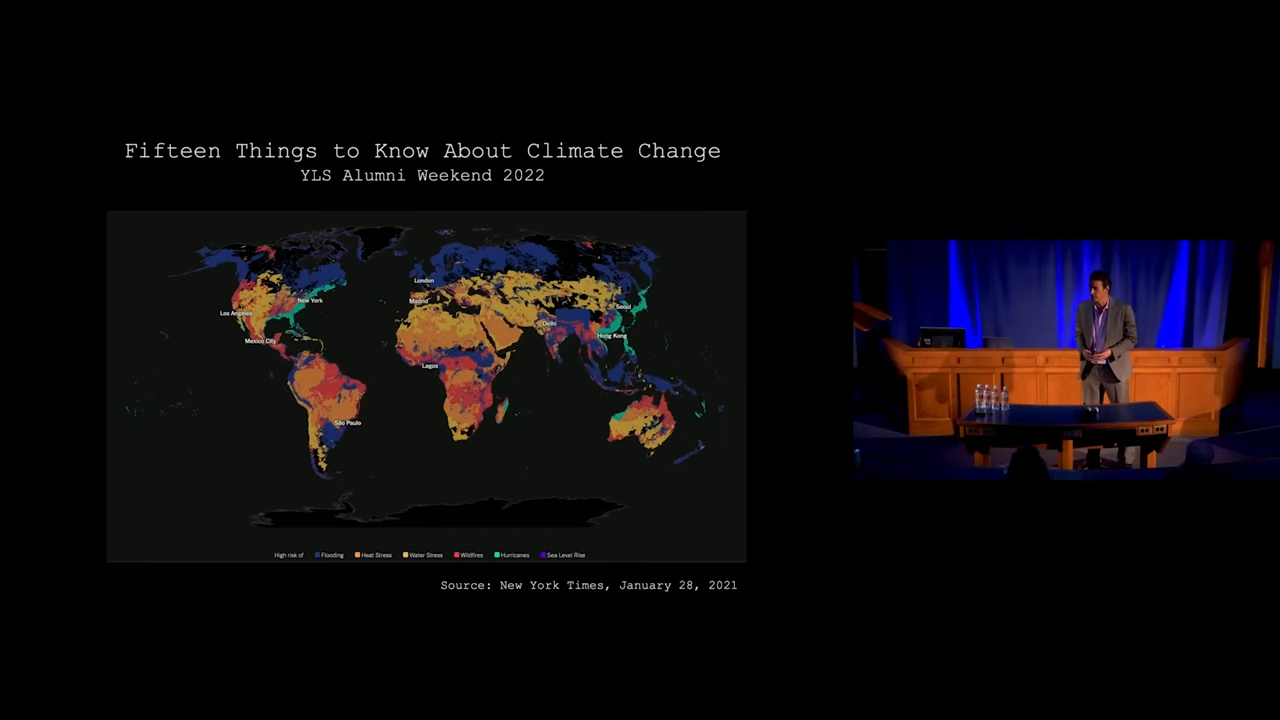 Fifteen Things to Know About Climate Change
YLS Alumni Weekend 2022
London
Madrid
New York
Los Angeles
Seoul
Delhi
Hong Kong
Mexico City
Lagos
São Paulo
High risk of Flooding Heat Stress Water Stress Wildfires Hurricanes Sea Level Rise
Source: New York Times, January 28, 2021